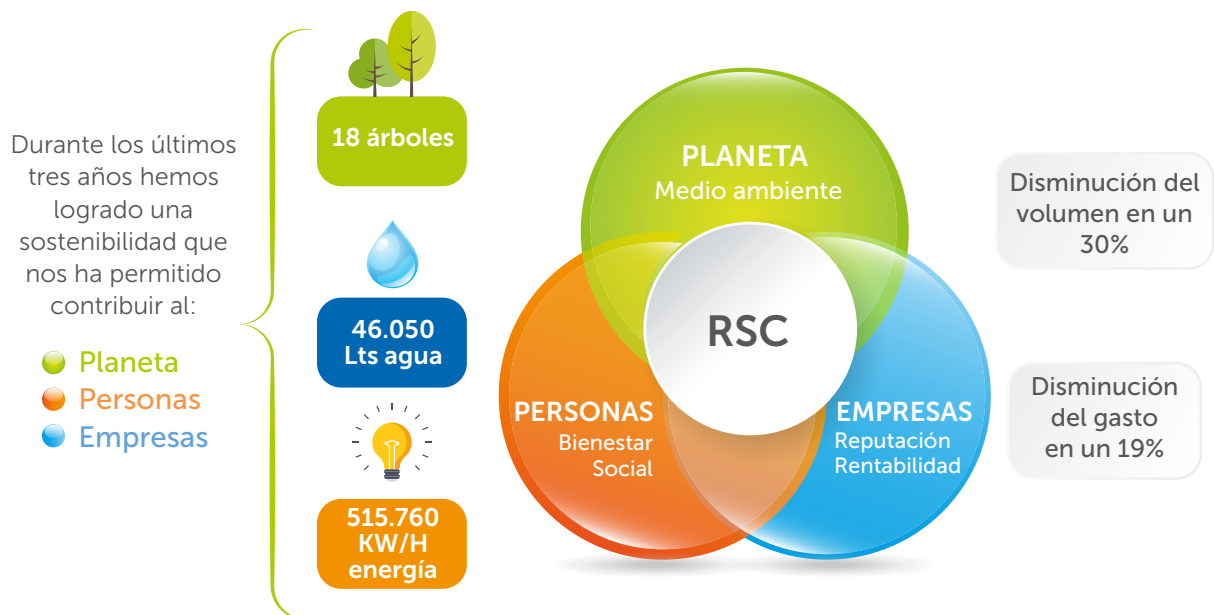 Durante los últimos
tres años hemos
logrado una
sostenibilidad que
nos ha permitido
contribuir al:
Planeta
Personas
Empresas
18 árboles
46.050
Lts agua
515.760
KW/H
energía
PLANETA
Medio ambiente
RSC
PERSONAS
Bienestar
Social
EMPRESAS
Reputación
Rentabilidad
Disminución del
volumen en un
30%
Disminución
del gasto
en un 19%